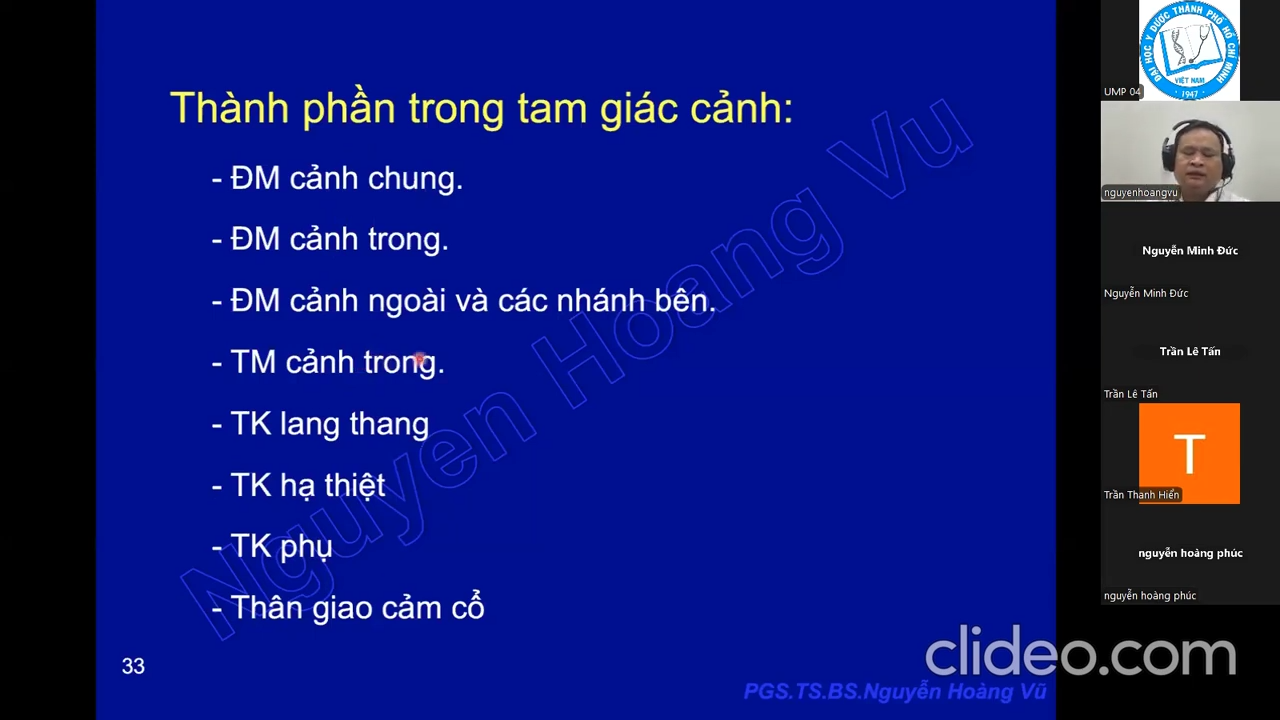 Thành phần trong tam giác cảnh:
- ĐM cảnh chung.
- ĐM cảnh trong.
- ĐM cảnh ngoài và các nhánh bên.
- TM cảnh trong.
- TK lang thang
- TK hạ thiệt
- TK phụ
- Thân giao cảm cổ
Nguyen Hoang Vu
33
PGS.TS.BS.Nguyễn Hoàng Vũ
clideo.com
ĐẠI HỌC Y DƯỢC THÀNH PHỐ HỒ CHÍ MINH
VIỆT NAM
1947
UMP 04
nguyenhoangvu
Nguyễn Minh Đức
Nguyễn Minh Đức
Trần Lê Tấn
Trần Lê Tấn
T
Trần Thanh Hiển
nguyễn hoàng phúc
nguyễn hoàng phúc